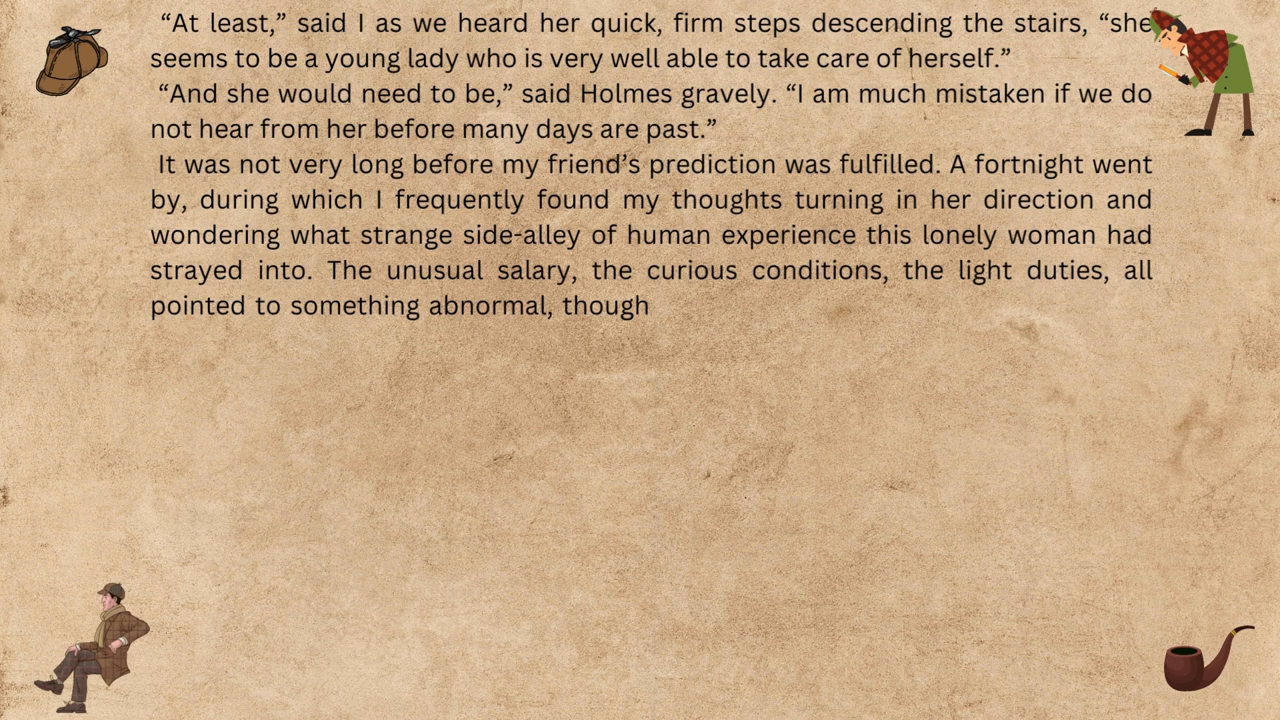 “At least,” said I as we heard her quick, firm steps descending the stairs, “she
seems to be a young lady who is very well able to take care of herself.”
“And she would need to be,” said Holmes gravely. “I am much mistaken if we do
not hear from her before many days are past.”
It was not very long before my friend’s prediction was fulfilled. A fortnight went
by, during which I frequently found my thoughts turning in her direction and
wondering what strange side-alley of human experience this lonely woman had
strayed into. The unusual salary, the curious conditions, the light duties, all
pointed to something abnormal, though